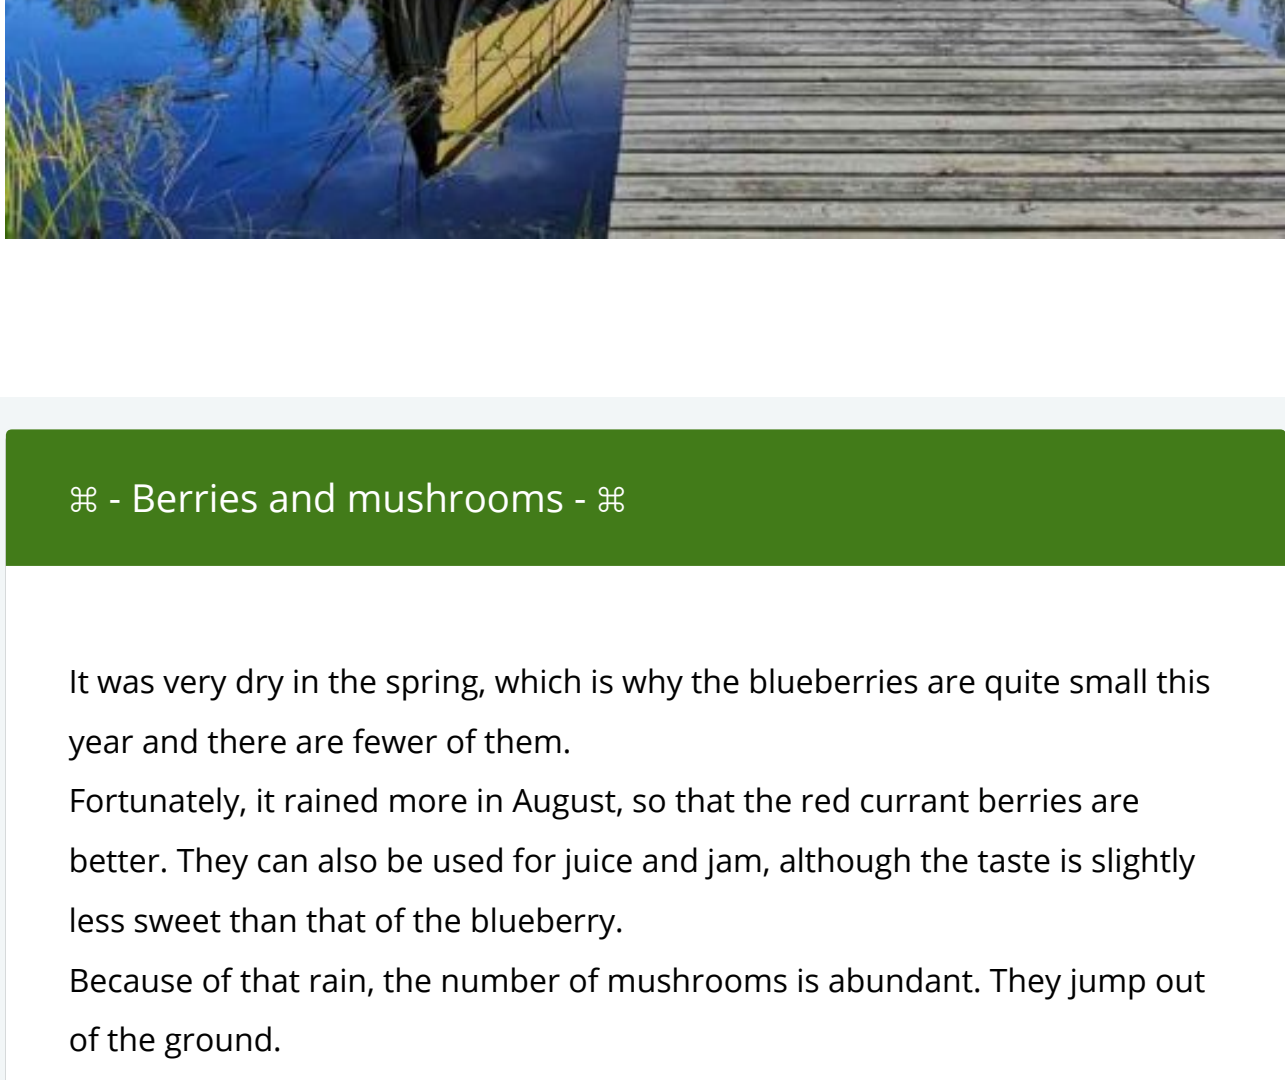 ⌘ - Berries and mushrooms - ⌘
It was very dry in the spring, which is why the blueberries are quite small this
year and there are fewer of them.
Fortunately, it rained more in August, so that the red currant berries are
better. They can also be used for juice and jam, although the taste is slightly
less sweet than that of the blueberry.
Because of that rain, the number of mushrooms is abundant. They jump out
of the ground.